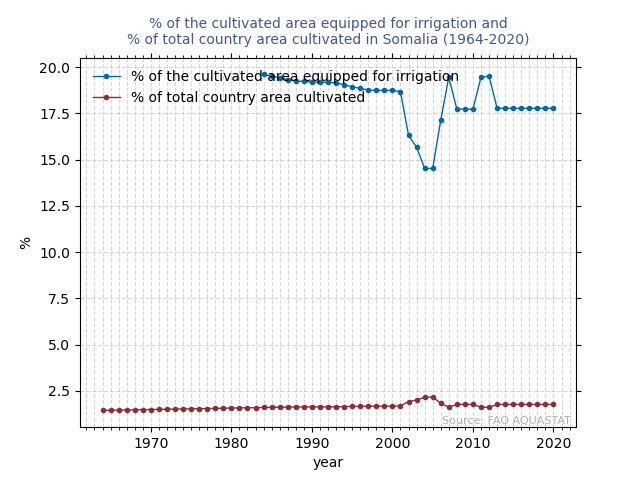 % of the cultivated area equipped for irrigation and
% of total country area cultivated in Somalia (1964-2020)
% of the cultivated area equipped for irrigation
% of total country area cultivated
20.0
17.5
15.0
12.5
10.0
7.5
5.0
2.5
%
Source: FAO AQUASTAT
1970 1980 1990 2000 2010 2020
year